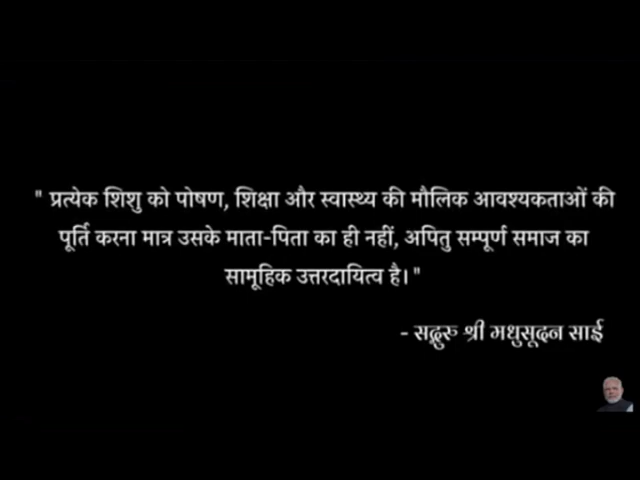 " प्रत्येक शिशु को पोषण, शिक्षा और स्वास्थ्य की मौलिक आवश्यकताओं की
पूर्ति करना मात्र उसके माता-पिता का ही नहीं, अपितु सम्पूर्ण समाज का
सामूहिक उत्तरदायित्व है। "
- सद्गुरु श्री मधुसूदन साई